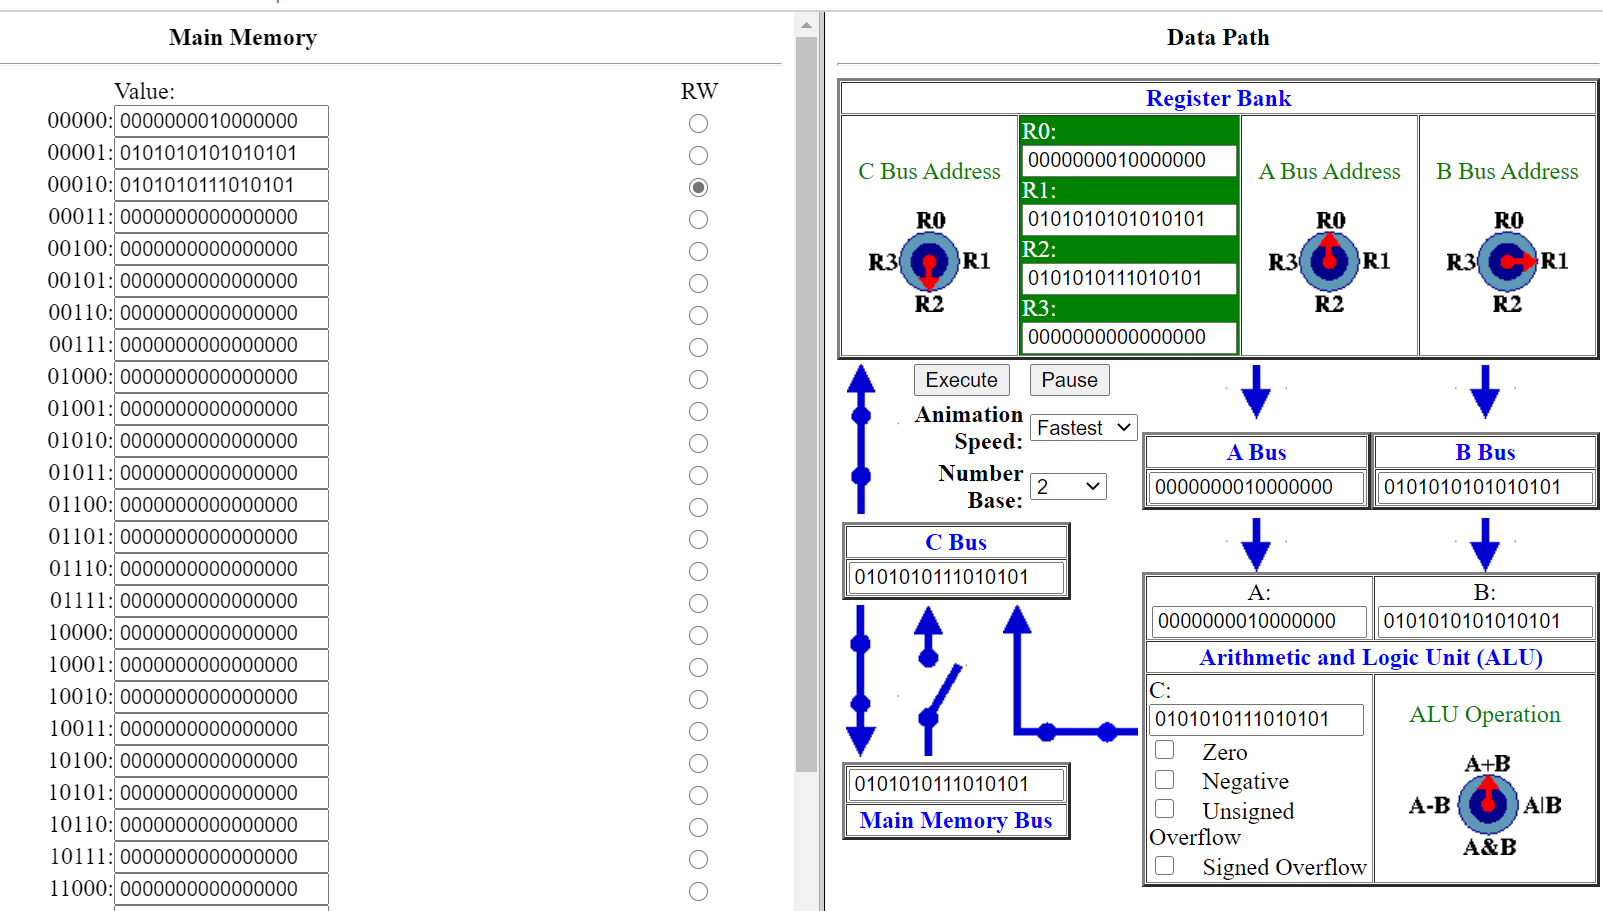 Main Memory
Value: RW
00000: 0000000010000000
00001: 0101010101010101
00010: 0101010111010101
00011: 0000000000000000
00100: 0000000000000000
00101: 0000000000000000
00110: 0000000000000000
00111: 0000000000000000
01000: 0000000000000000
01001: 0000000000000000
01010: 0000000000000000
01011: 0000000000000000
01100: 0000000000000000
01101: 0000000000000000
01110: 0000000000000000
01111: 0000000000000000
10000: 0000000000000000
10001: 0000000000000000
10010: 0000000000000000
10011: 0000000000000000
10100: 0000000000000000
10101: 0000000000000000
10110: 0000000000000000
10111: 0000000000000000
11000: 0000000000000000
Data Path
Register Bank
C Bus Address
R0
R3 R1
R2
R0:
0000000010000000
R1:
0101010101010101
R2:
0101010111010101
R3:
0000000000000000
A Bus Address
R0
R3 R1
R2
B Bus Address
R0
R3 R1
R2
Execute Pause
Animation
Speed: Fastest
Number
Base: 2
A Bus
0000000010000000
B Bus
0101010101010101
C Bus
0101010111010101
0101010111010101
Main Memory Bus
A:
0000000010000000
B:
0101010101010101
Arithmetic and Logic Unit (ALU)
C:
0101010111010101
Zero
Negative
Unsigned
Overflow
Signed Overflow
ALU Operation
A+B
A-B A|B
A&B